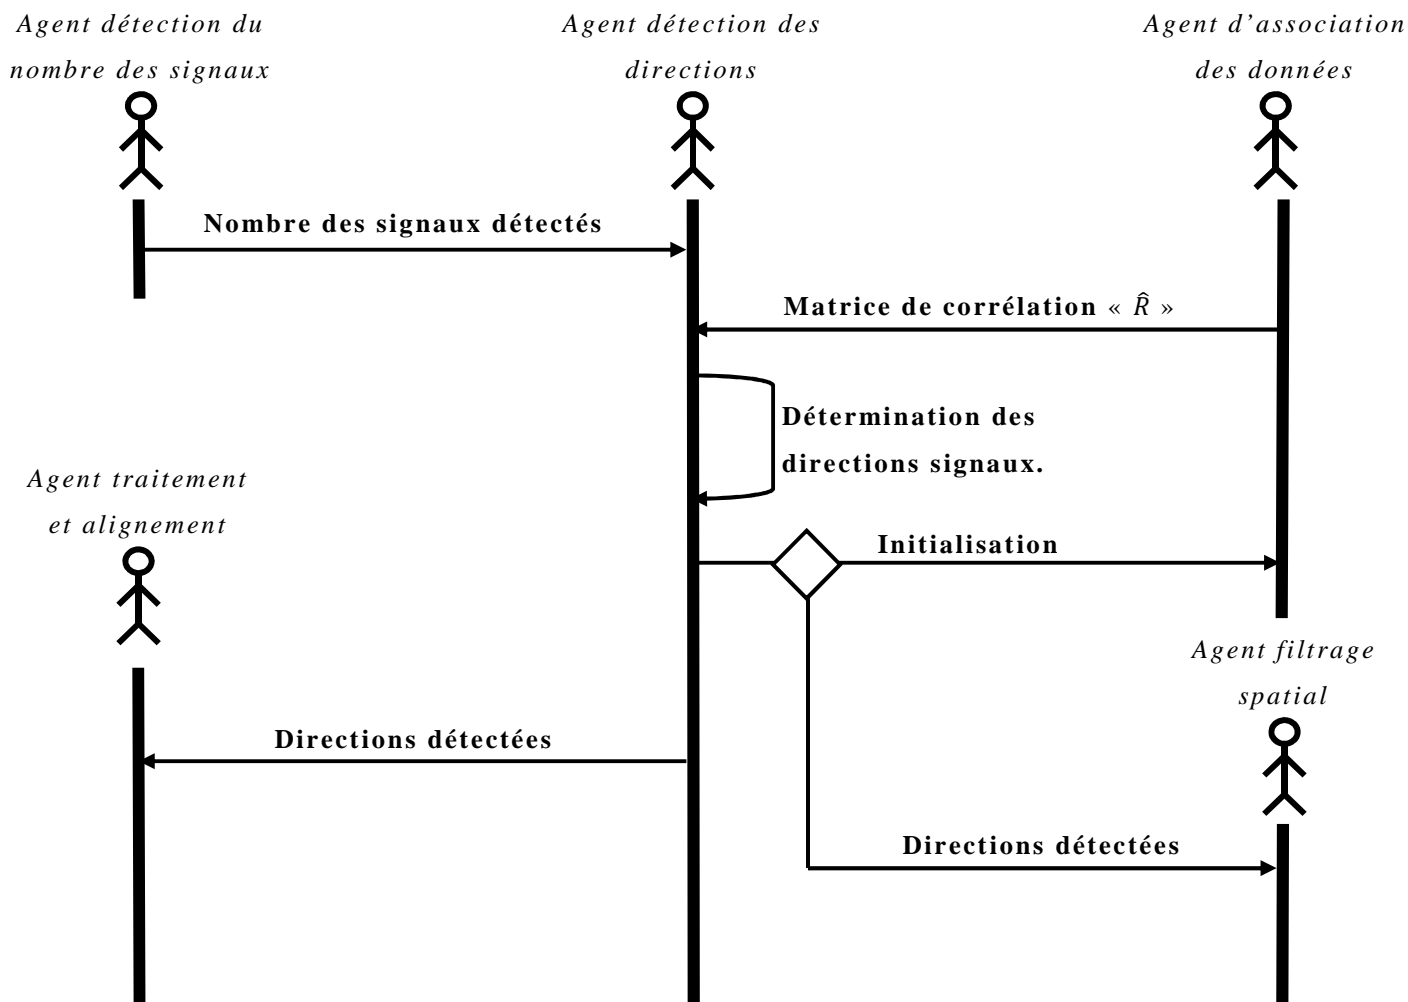 Agent détection du
nombre des signaux
Agent détection des
directions
Agent d'association
des données
Nombre des signaux détectés
Matrice de corrélation « R̂ »
Détermination des
directions signaux.
Agent traitement
et alignement
Initialisation
Agent filtrage
spatial
Directions détectées
Directions détectées